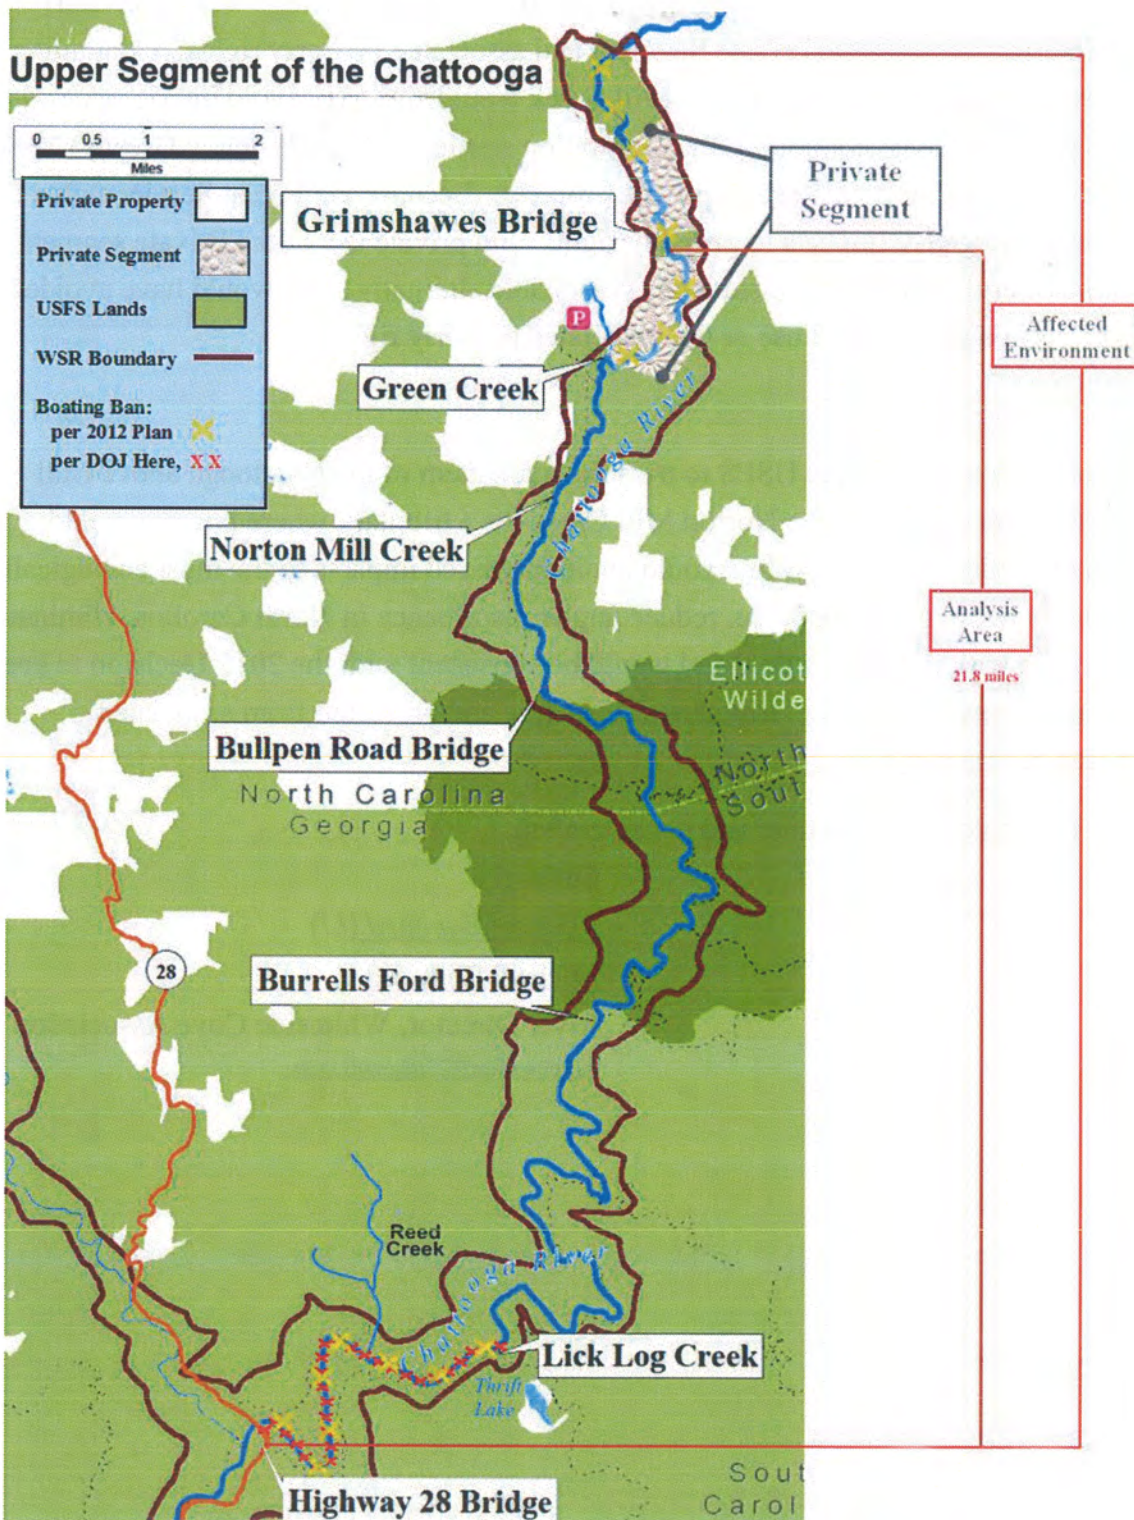 Upper Segment of the Chattooga
0 0.5 1 2
Miles
Private Property
Private Segment
USFS Lands
WSR Boundary
Boating Ban:
per 2012 Plan
per DOJ Here, XX
Private
Segment
Grimshawes Bridge
P
Affected
Environment
Green Creek
Chattooga River
Norton Mill Creek
Analysis
Area
21.8 miles
Ellicot
Wilde
Bullpen Road Bridge
North
Sout
North Carolina
Georgia
28
Burrells Ford Bridge
Reed
Creek
Chattooga River
Lick Log Creek
Thrift
Lake
Highway 28 Bridge
Sout
Carol